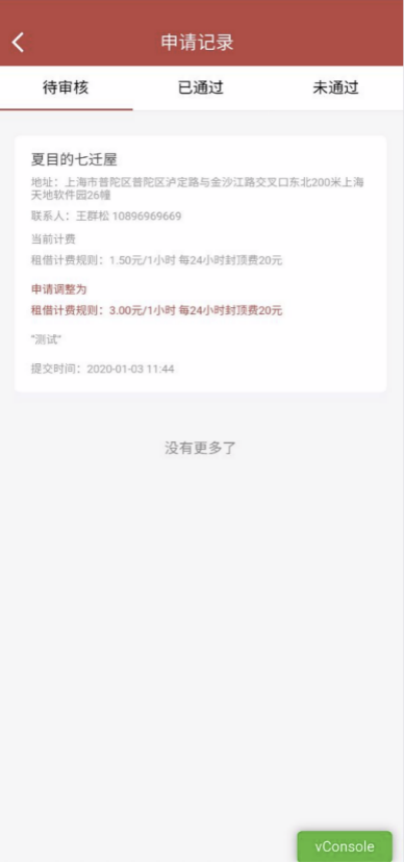 申请记录
待审核 已通过 未通过
夏目的七迁屋
地址：上海市普陀区普陀区泸定路与金沙江路交叉口东北200米上海
天地软件园26幢
联系人：王群松 10896969669
当前计费
租借计费规则：1.50元/1小时 每24小时封顶费20元
申请调整为
租借计费规则：3.00元/1小时 每24小时封顶费20元
"测试"
提交时间：2020-01-03 11:44
没有更多了
vConsole